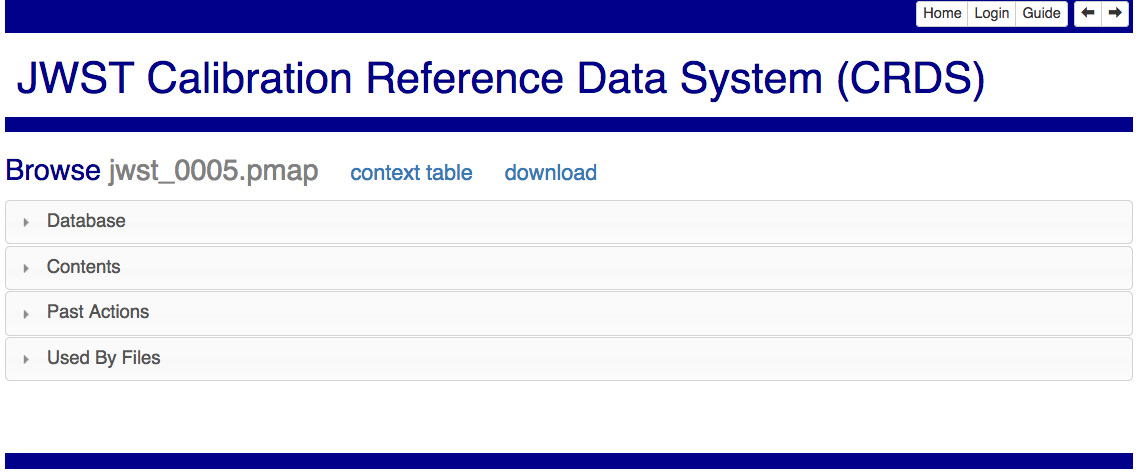 Home Login Guide
JWST Calibration Reference Data System (CRDS)
Browse jwst_0005.pmap context table download
Database
Contents
Past Actions
Used By Files